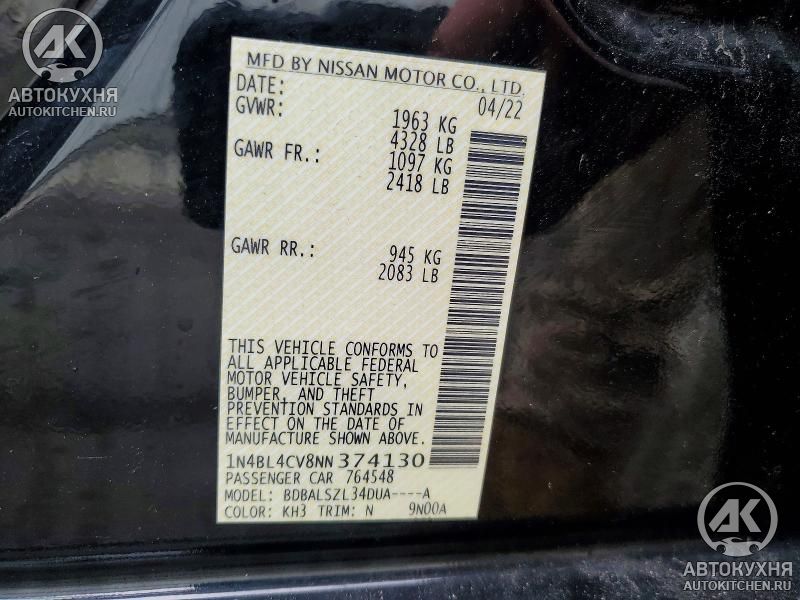 AK
АВТОКУХНЯ
AUTOKITCHEN.RU
MFD BY NISSAN MOTOR CO., LTD.
DATE: 04/22
GVWR: 1963 KG
4328 LB
GAWR FR.: 1097 KG
2418 LB
GAWR RR.: 945 KG
2083 LB
THIS VEHICLE CONFORMS TO
ALL APPLICABLE FEDERAL
MOTOR VEHICLE SAFETY,
BUMPER, AND THEFT
PREVENTION STANDARDS IN
EFFECT ON THE DATE OF
MANUFACTURE SHOWN ABOVE.
1N4BL4CV8NN374130
PASSENGER CAR 764548
MODEL: BDBALSZL34DUA----A
COLOR: KH3 TRIM: N 9N00A
AK
АВТОКУХНЯ
AUTOKITCHEN.RU